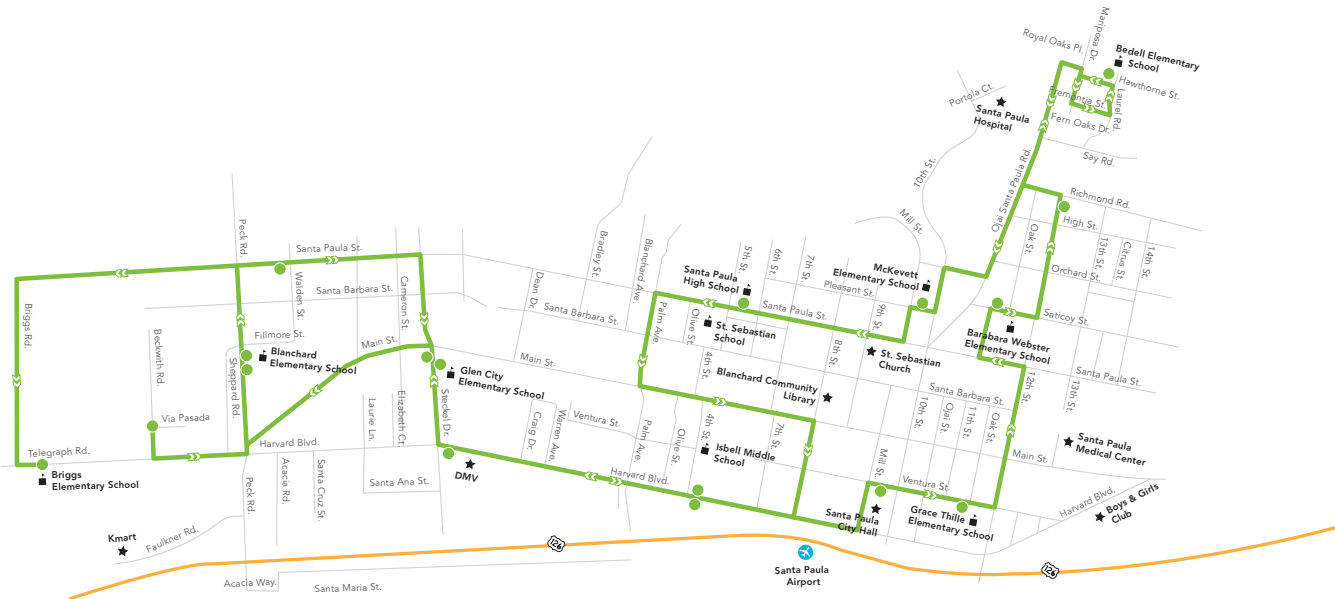 Mariposa Dr.
Royal Oaks Pl.
Bedell Elementary
School
Hawthorne St.
Portola Ct.
Fremontia St.
Laurel Rd.
Santa Paula
Hospital
Fern Oaks Dr.
Say Rd.
10th St.
Ojai Santa Paula Rd.
Richmond Rd.
High St.
Mill St.
Oak St.
13th St.
Citrus St.
14th St.
Orchard St.
Peck Rd.
Santa Paula St.
Walden St.
Santa Barbara St.
Cameron St.
Bradley St.
Blanchard Ave.
Dean Dr.
Santa Barbara St.
5th St.
6th St.
7th St.
Santa Paula
High School
McKevett
Elementary School
Pleasant St.
Santa Paula St.
9th St.
Saticoy St.
Barabara Webster
Elementary School
Briggs Rd.
Beckwith Rd.
Fillmore St.
Main St.
Blanchard
Elementary School
Sheppard Rd.
Palm Ave.
Olive St.
St. Sebastian
School
4th St.
8th St.
St. Sebastian
Church
Main St.
Glen City
Elementary School
Blanchard Community
Library
Santa Barbara St.
Santa Paula St.
12th St.
13th St.
Via Pasada
Laurie Ln.
Elizabeth Ct.
Steckel Dr.
Craig Dr.
Warren Ave.
Ventura St.
Palm Ave.
Olive St.
4th St.
7th St.
10th St.
Ojai St.
11th St.
Oak St.
Telegraph Rd.
Harvard Blvd.
Isbell Middle
School
Mill St.
Main St.
Santa Paula
Medical Center
Briggs
Elementary School
Peck Rd.
Acacia Rd.
Santa Cruz St.
Santa Ana St.
DMV
Harvard Blvd.
Ventura St.
Santa Paula
City Hall
Grace Thille
Elementary School
Harvard Blvd.
Boys & Girls
Club
Kmart
Faulkner Rd.
126
Santa Paula
Airport
126
Acacia Way.
Santa Maria St.